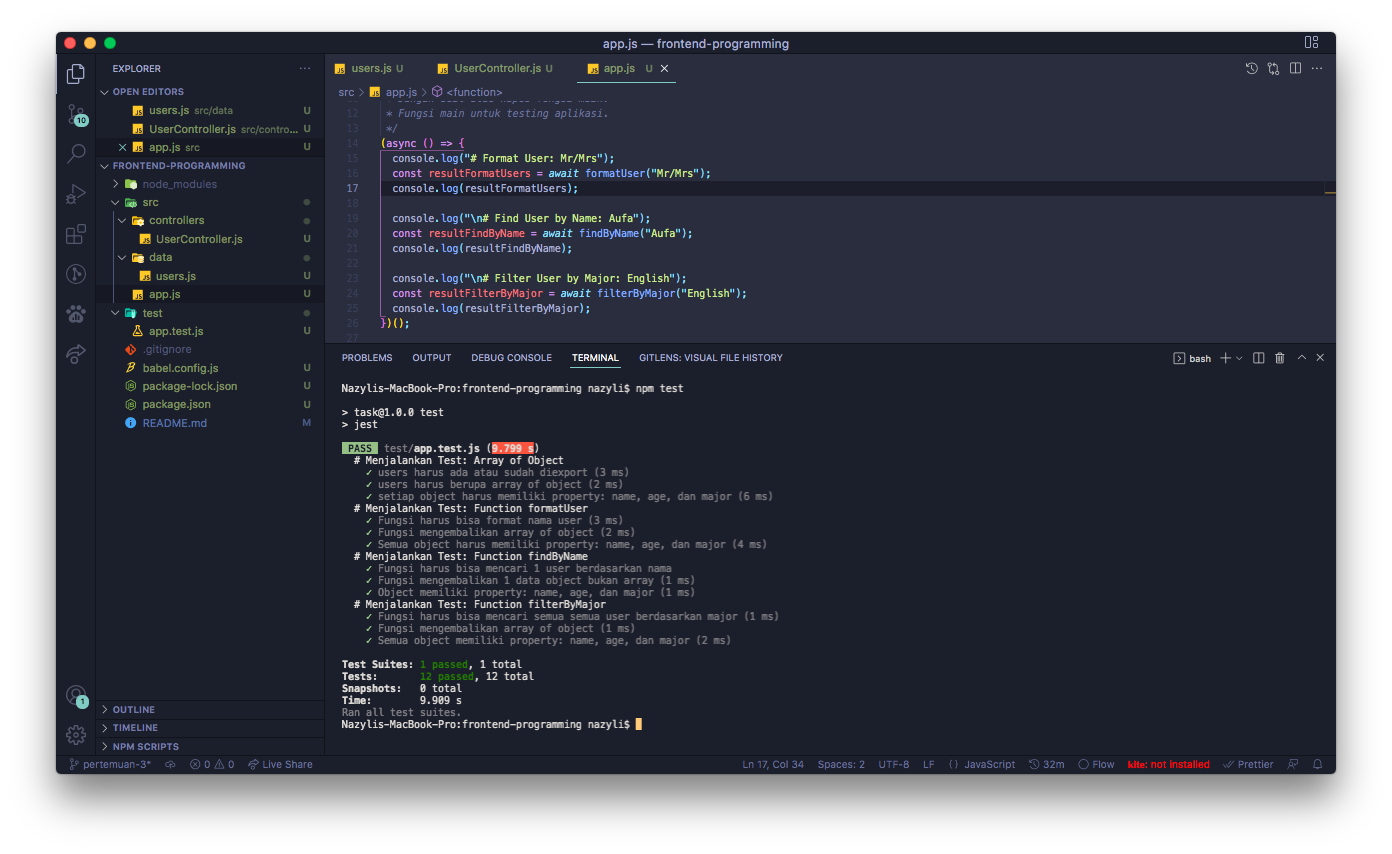 app.js — frontend-programming
EXPLORER
OPEN EDITORS
users.js src/data U
UserController.js src/contro... U
app.js src U
FRONTEND-PROGRAMMING
node_modules
src
controllers
UserController.js U
data
users.js U
app.js U
test
app.test.js U
.gitignore
babel.config.js U
package-lock.json U
package.json U
README.md M
OUTLINE
TIMELINE
NPM SCRIPTS
10
1
users.js U
UserController.js U
app.js U
src > app.js > <function>
12 * Fungsi main untuk testing aplikasi.
13 */
14 (async () => {
15 console.log("# Format User: Mr/Mrs");
16 const resultFormatUsers = await formatUser("Mr/Mrs");
17 console.log(resultFormatUsers);
18
19 console.log("\n# Find User by Name: Aufa");
20 const resultFindByName = await findByName("Aufa");
21 console.log(resultFindByName);
22
23 console.log("\n# Filter User by Major: English");
24 const resultFilterByMajor = await filterByMajor("English");
25 console.log(resultFilterByMajor);
26 })();
27
PROBLEMS OUTPUT DEBUG CONSOLE TERMINAL GITLENS: VISUAL FILE HISTORY
bash
Nazylis-MacBook-Pro:frontend-programming nazyli$ npm test
> task@1.0.0 test
> jest
PASS test/app.test.js (9.799 s)
# Menjalankan Test: Array of Object
✓ users harus ada atau sudah diexport (3 ms)
✓ users harus berupa array of object (2 ms)
✓ setiap object harus memiliki property: name, age, dan major (6 ms)
# Menjalankan Test: Function formatUser
✓ Fungsi harus bisa format nama user (3 ms)
✓ Fungsi mengembalikan array of object (2 ms)
✓ Semua object harus memiliki property: name, age, dan major (4 ms)
# Menjalankan Test: Function findByName
✓ Fungsi harus bisa mencari 1 user berdasarkan nama
✓ Fungsi mengembalikan 1 data object bukan array (1 ms)
✓ Object memiliki property: name, age, dan major (1 ms)
# Menjalankan Test: Function filterByMajor
✓ Fungsi harus bisa mencari semua semua user berdasarkan major (1 ms)
✓ Fungsi mengembalikan array of object (1 ms)
✓ Semua object memiliki property: name, age, dan major (2 ms)
Test Suites: 1 passed, 1 total
Tests: 12 passed, 12 total
Snapshots: 0 total
Time: 9.909 s
Ran all test suites.
Nazylis-MacBook-Pro:frontend-programming nazyli$
pertemuan-3* 0 0 Live Share Ln 17, Col 34 Spaces: 2 UTF-8 LF {} JavaScript 32m Flow kite: not installed Prettier